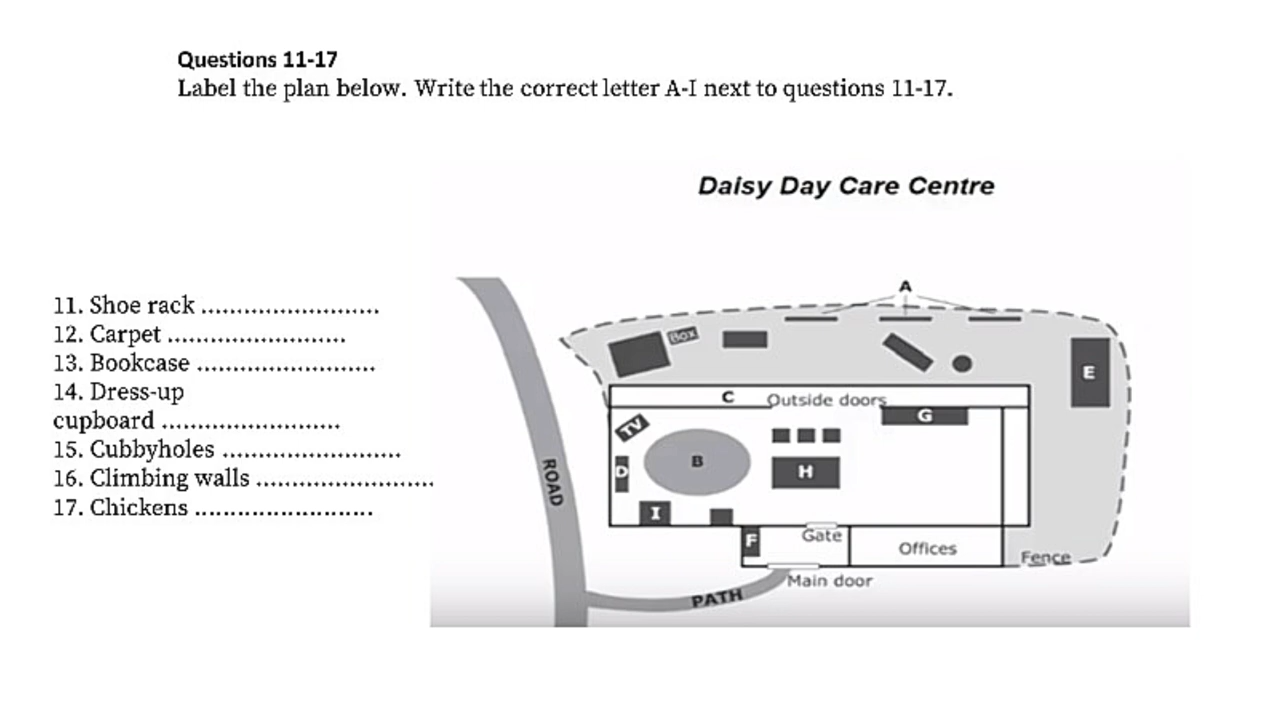 Questions 11-17
Label the plan below. Write the correct letter A-I next to questions 11-17.
Daisy Day Care Centre
11. Shoe rack ........................
12. Carpet ........................
13. Bookcase ........................
14. Dress-up
cupboard ........................
15. Cubbyholes ........................
16. Climbing walls ........................
17. Chickens ........................
A
Box
E
C
Outside doors
G
TV
B
D
H
ROAD
I
F
Gate
Offices
Fence
Main door
PATH